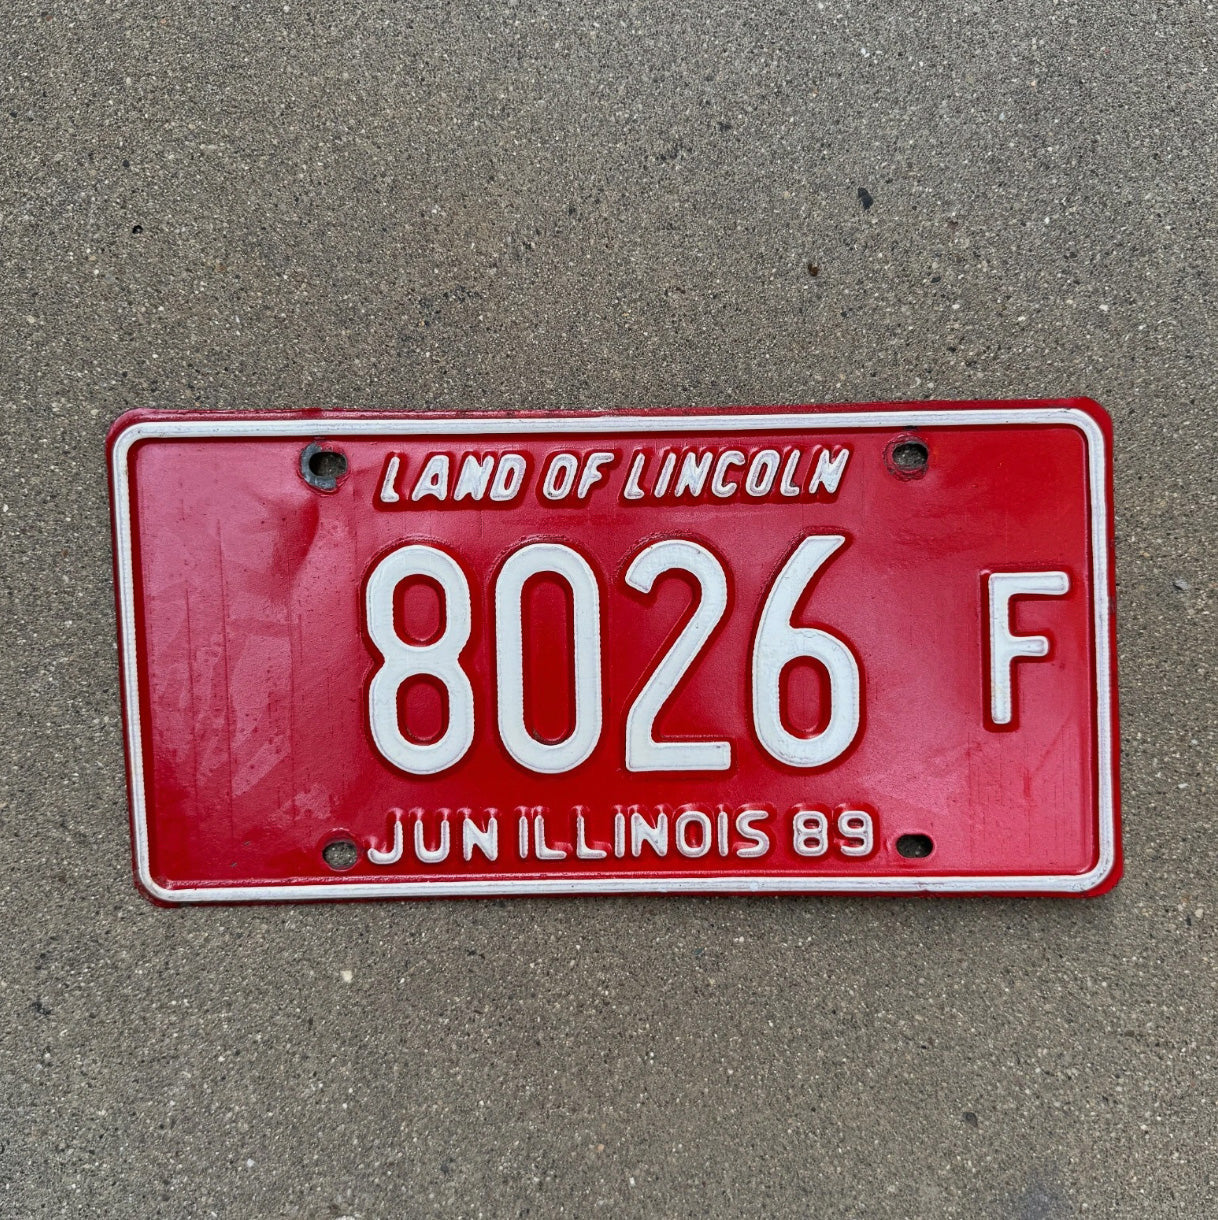 LAND OF LINCOLN
8026 F
JUN ILLINOIS 89